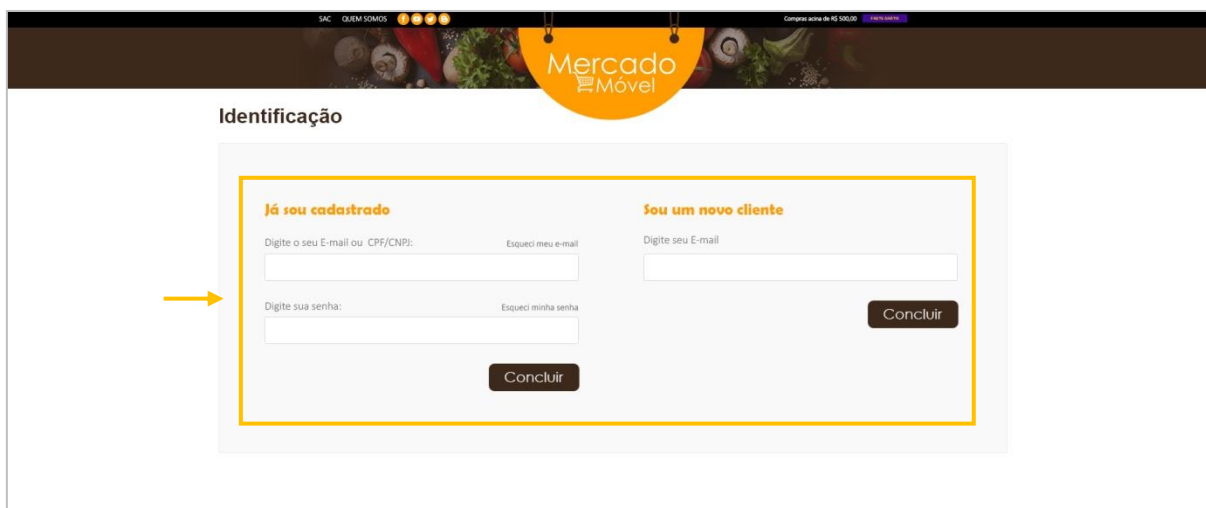 SAC QUEM SOMOS
Compras acima de R$ 500,00 FRETE GRÁTIS
Mercado
Móvel
Identificação
Já sou cadastrado
Digite o seu E-mail ou CPF/CNPJ:
Esqueci meu e-mail
Digite sua senha:
Esqueci minha senha
Concluir
Sou um novo cliente
Digite seu E-mail
Concluir